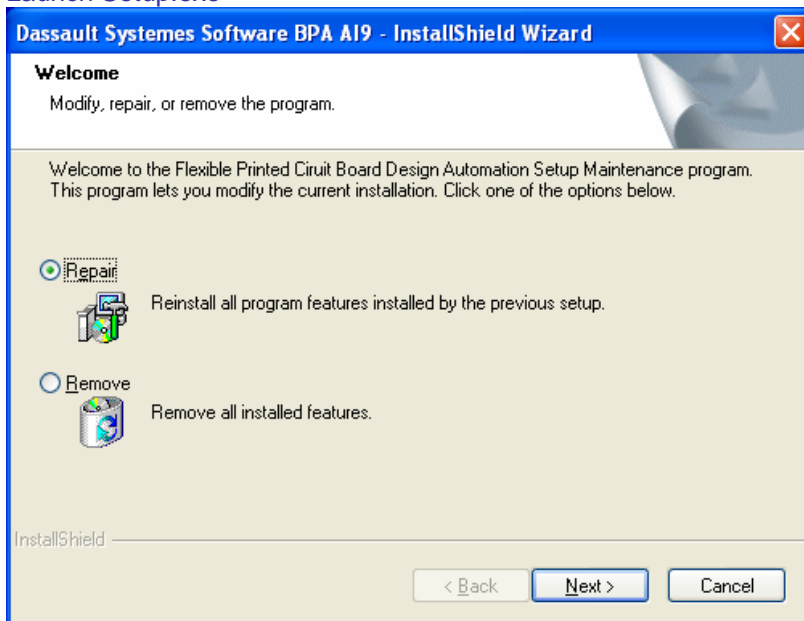 Launch Setup.exe
Dassault Systemes Software BPA AI9 - InstallShield Wizard
Welcome
Modify, repair, or remove the program.
Welcome to the Flexible Printed Ciruit Board Design Automation Setup Maintenance program.
This program lets you modify the current installation. Click one of the options below.
Repair
Reinstall all program features installed by the previous setup.
Remove
Remove all installed features.
InstallShield
< Back Next > Cancel